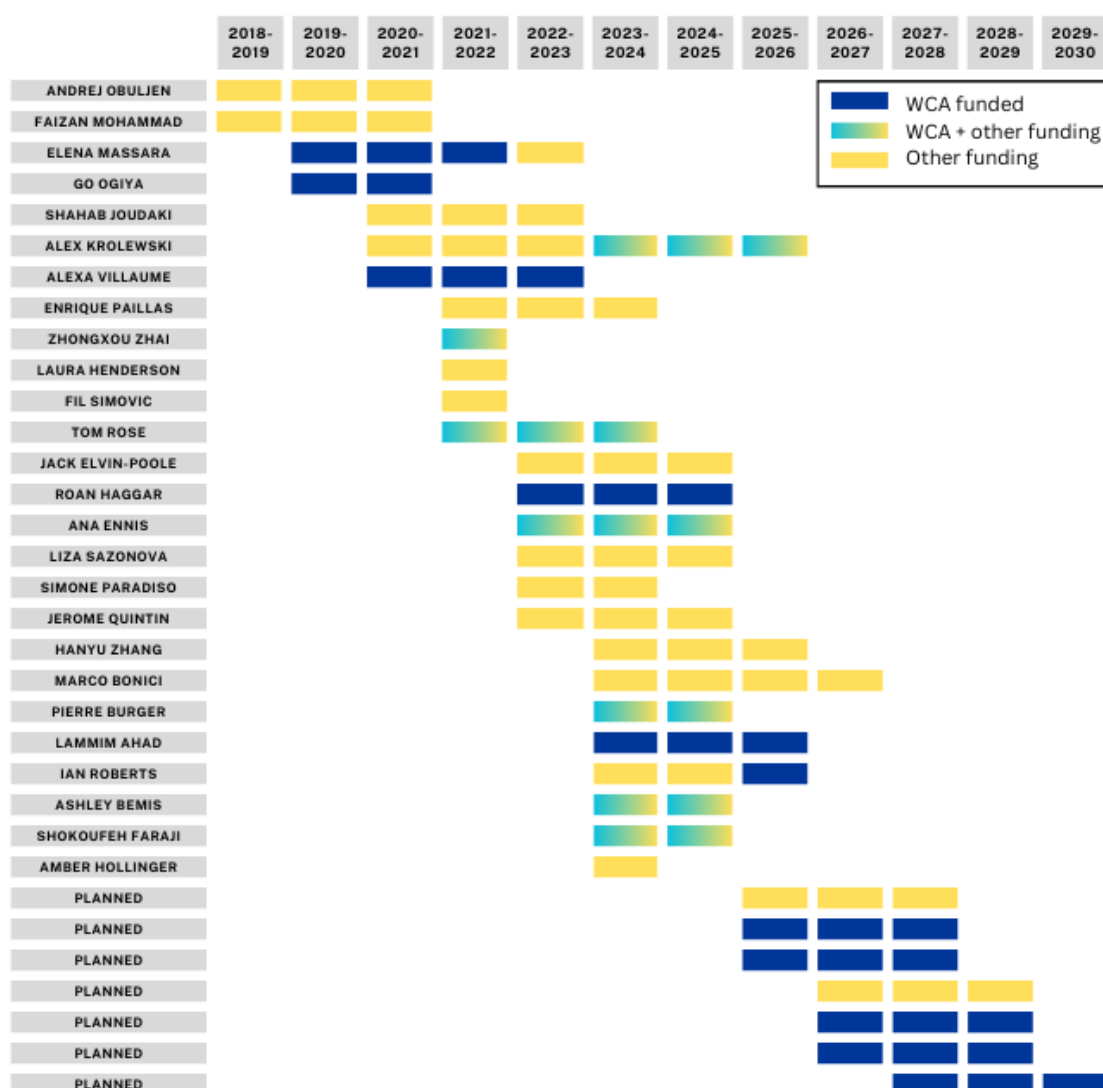 2018- 2019- 2020- 2021- 2022- 2023- 2024- 2025- 2026- 2027- 2028- 2029-
2019 2020 2021 2022 2023 2024 2025 2026 2027 2028 2029 2030
ANDREJ OBULJEN
WCA funded
FAIZAN MOHAMMAD
WCA + other funding
ELENA MASSARA
Other funding
GO OGIYA
SHAHAB JOUDAKI
ALEX KROLEWSKI
ALEXA VILLAUME
ENRIQUE PAILLAS
ZHONGXOU ZHAI
LAURA HENDERSON
FIL SIMOVIC
TOM ROSE
JACK ELVIN-POOLE
ROAN HAGGAR
ANA ENNIS
LIZA SAZONOVA
SIMONE PARADISO
JEROME QUINTIN
HANYU ZHANG
MARCO BONICI
PIERRE BURGER
LAMMIM AHAD
IAN ROBERTS
ASHLEY BEMIS
SHOKOUFEH FARAJI
AMBER HOLLINGER
PLANNED
PLANNED
PLANNED
PLANNED
PLANNED
PLANNED
PLANNED